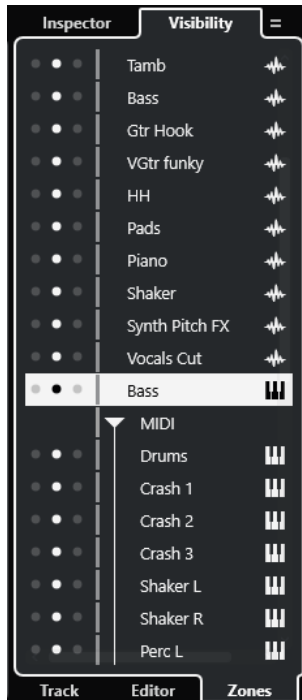 Inspector Visibility
Tamb
Bass
Gtr Hook
VGtr funky
HH
Pads
Piano
Shaker
Synth Pitch FX
Vocals Cut
Bass
MIDI
Drums
Crash 1
Crash 2
Crash 3
Shaker L
Shaker R
Perc L
Track Editor Zones